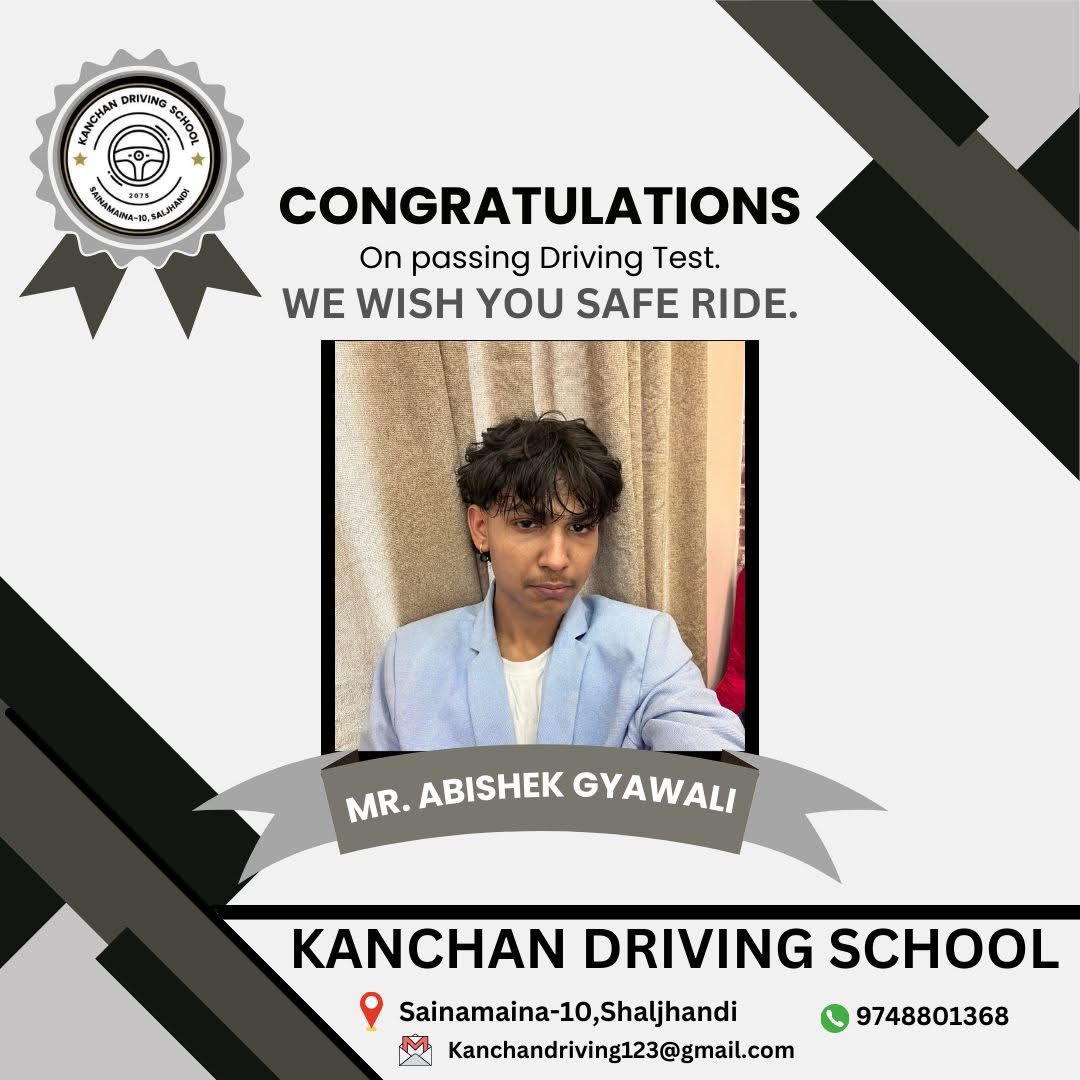 KANCHAN DRIVING SCHOOL
2075
SAINAMAINA-10, SALJHANDI
CONGRATULATIONS
On passing Driving Test.
WE WISH YOU SAFE RIDE.
MR. ABISHEK GYAWALI
KANCHAN DRIVING SCHOOL
Sainamaina-10,Shaljhandi
9748801368
Kanchandriving123@gmail.com